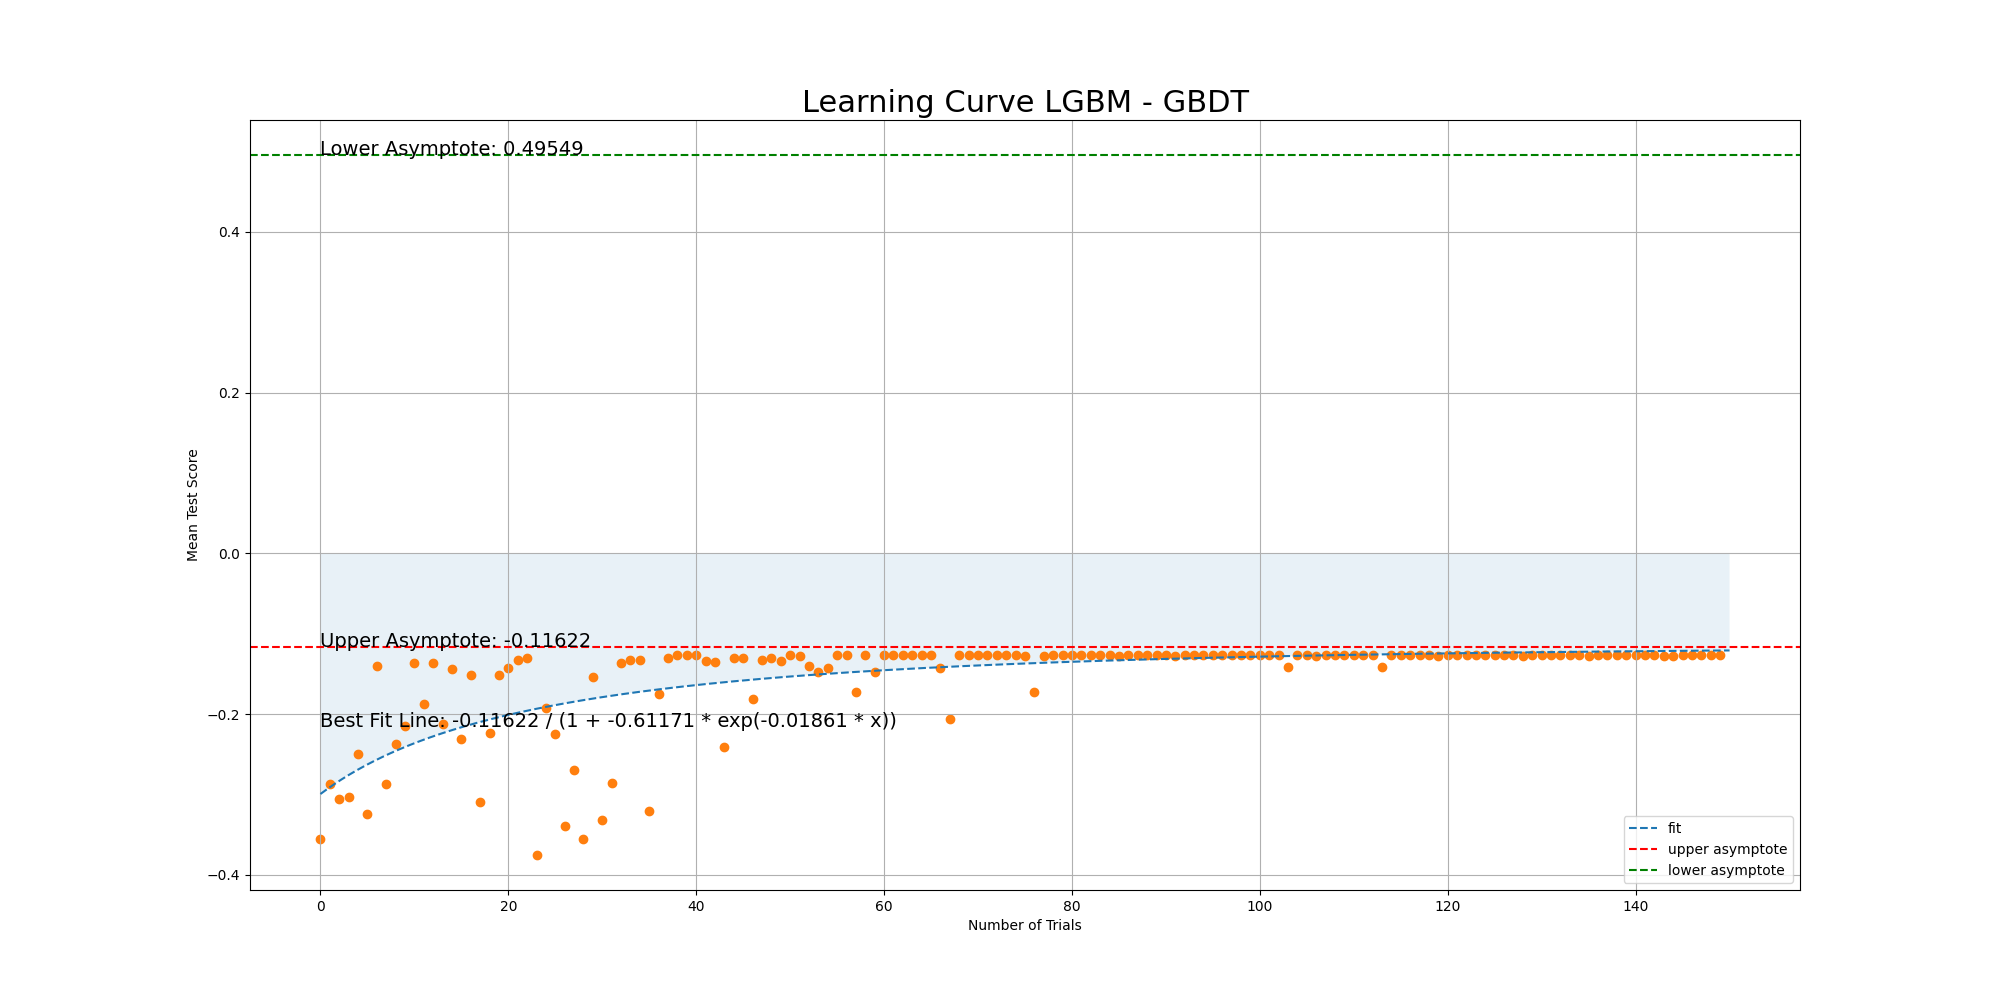 Learning Curve LGBM - GBDT
Lower Asymptote: 0.49549
0.4
0.2
0.0
Mean Test Score
Upper Asymptote: -0.11622
−0.2
Best Fit Line: -0.11622 / (1 + -0.61171 * exp(-0.01861 * x))
fit
upper asymptote
lower asymptote
−0.4
0 20 40 60 80 100 120 140
Number of Trials